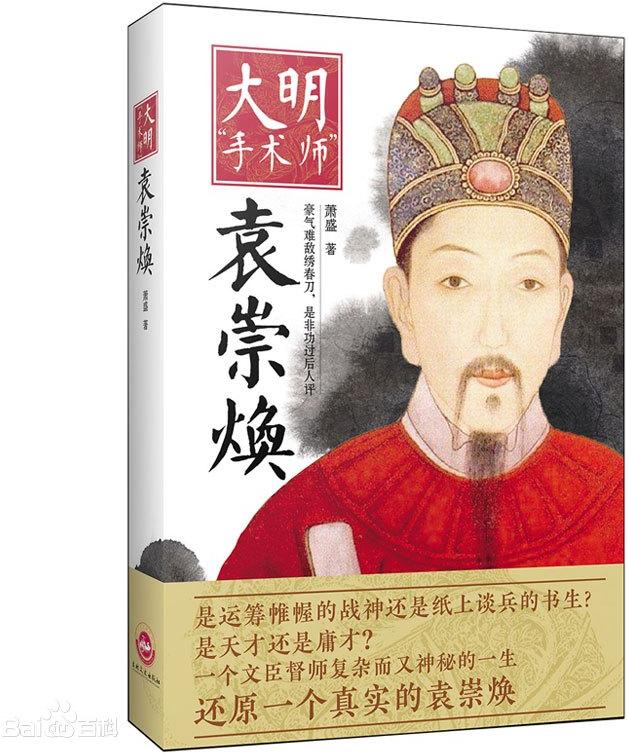 大明
“手术师”
袁崇焕
萧盛 著
豪气难敌绣春刀，是非功过后人评
是运筹帷幄的战神还是纸上谈兵的书生？
是天才还是庸才？
一个文臣督师复杂而又神秘的一生
还原一个真实的袁崇焕
大明
手术师
袁崇焕
萧盛 著
Bai 百科